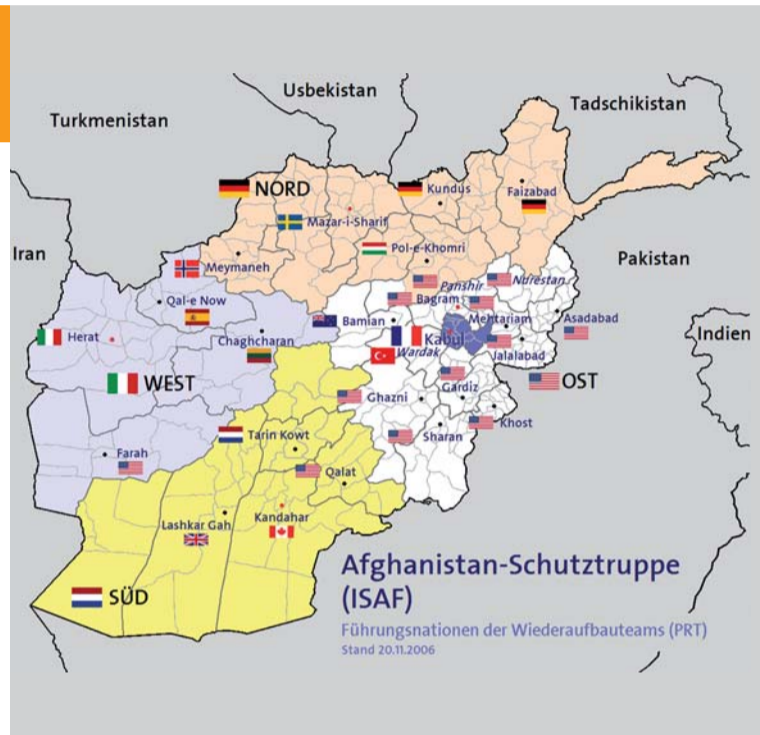 Usbekistan
Tadschikistan
Turkmenistan
NORD
Kundus
Faizabad
Mazar-i-Sharif
Iran
Pol-e-Khomri
Pakistan
Meymaneh
Panshir
Nurestan
Qal-e Now
Bagram
Bamian
Mehtariam
Asadabad
Herat
Chaghcharan
Kabul
Indien
Wardak
Jalalabad
WEST
Gardiz
OST
Ghazni
Khost
Tarin Kowt
Sharan
Farah
Qalat
Lashkar Gah
Kandahar
Afghanistan-Schutztruppe
(ISAF)
SÜD
Führungsnationen der Wiederaufbauteams (PRT)
Stand 20.11.2006